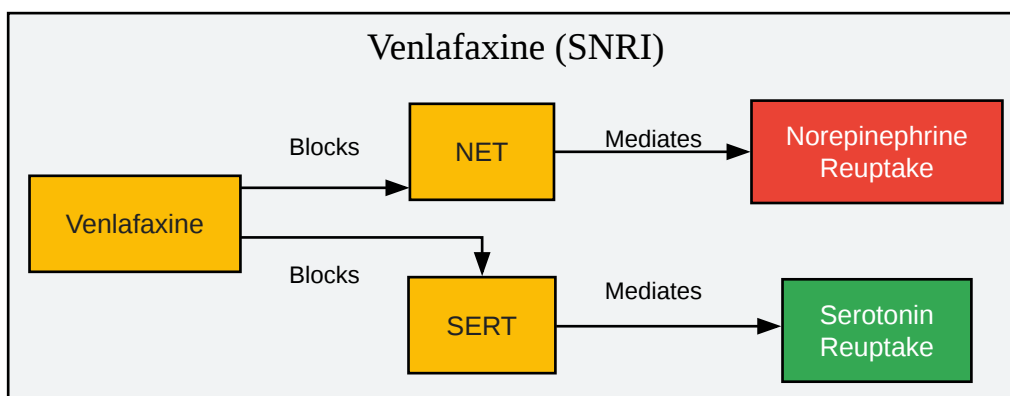 Venlafaxine (SNRI)
Blocks
NET
Mediates
Norepinephrine
Reuptake
Venlafaxine
Blocks
SERT
Mediates
Serotonin
Reuptake